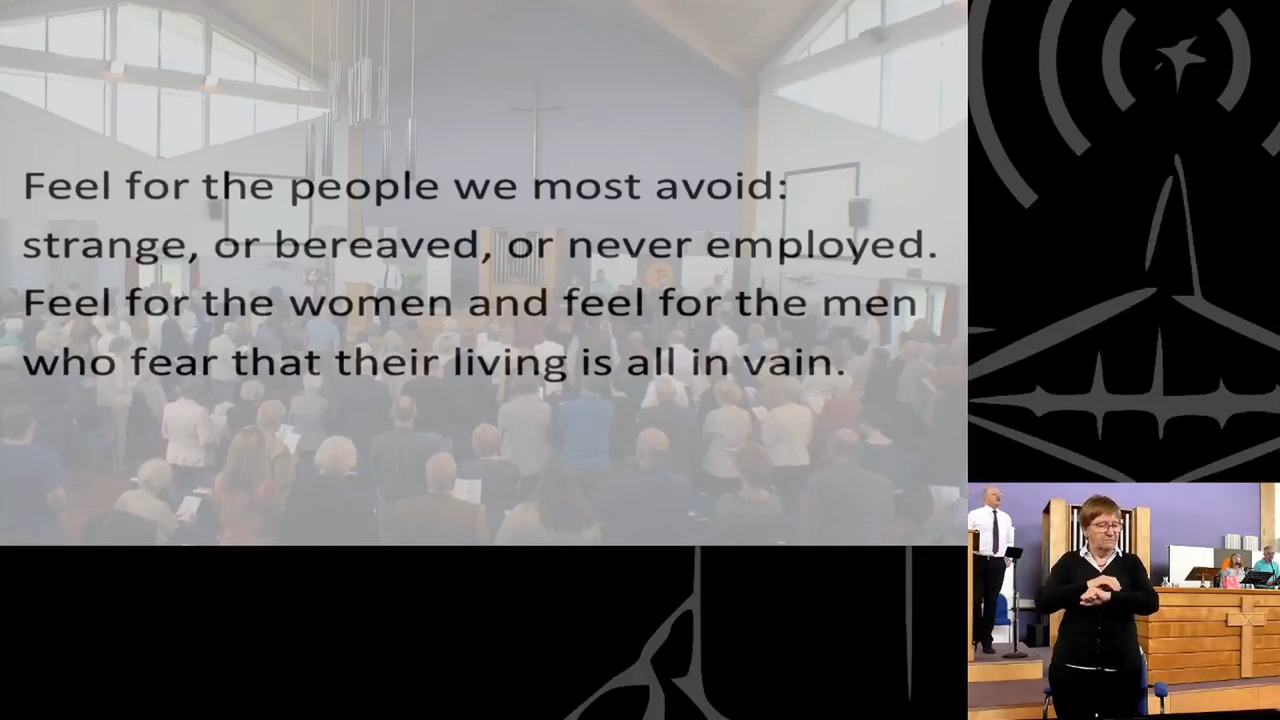 Feel for the people we most avoid:
strange, or bereaved, or never employed.
Feel for the women and feel for the men
who fear that their living is all in vain.